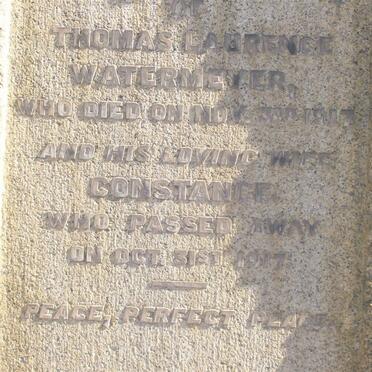 OF
THOMAS LAURENCE
WATERMEYER,
WHO DIED ON NOV.
AND HIS LOVING WIFE
CONSTANCE,
WHO PASSED AWAY
ON OCT. 31ST
PEACE, PERFECT PEACE.